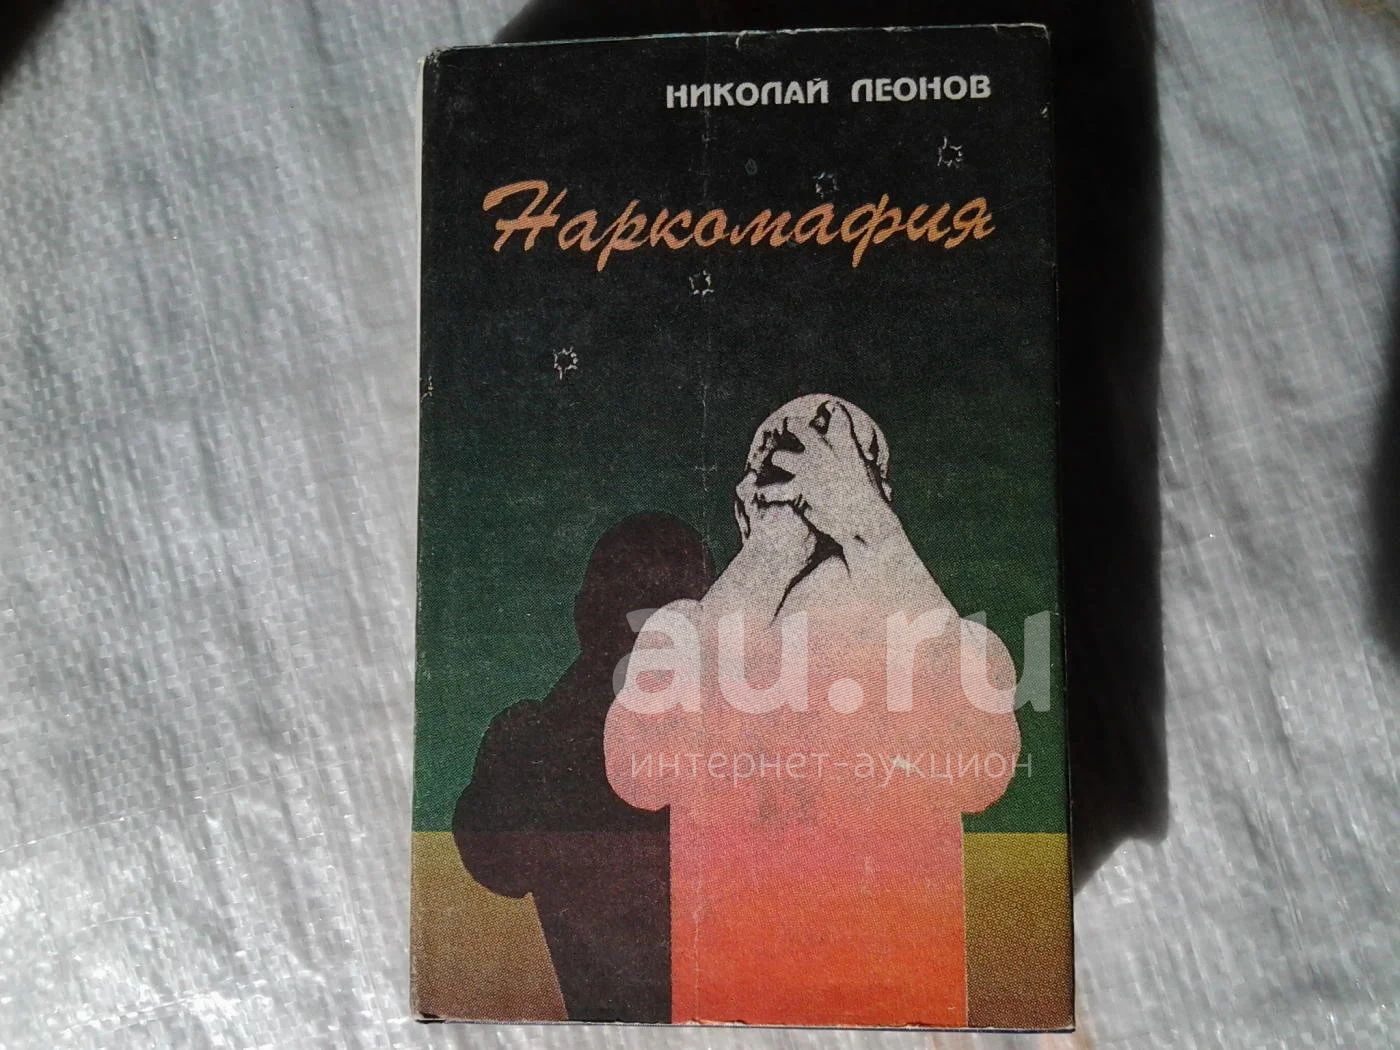 НИКОЛАЙ ЛЕОНОВ
Наркомафия
au.ru
интернет-аукцион